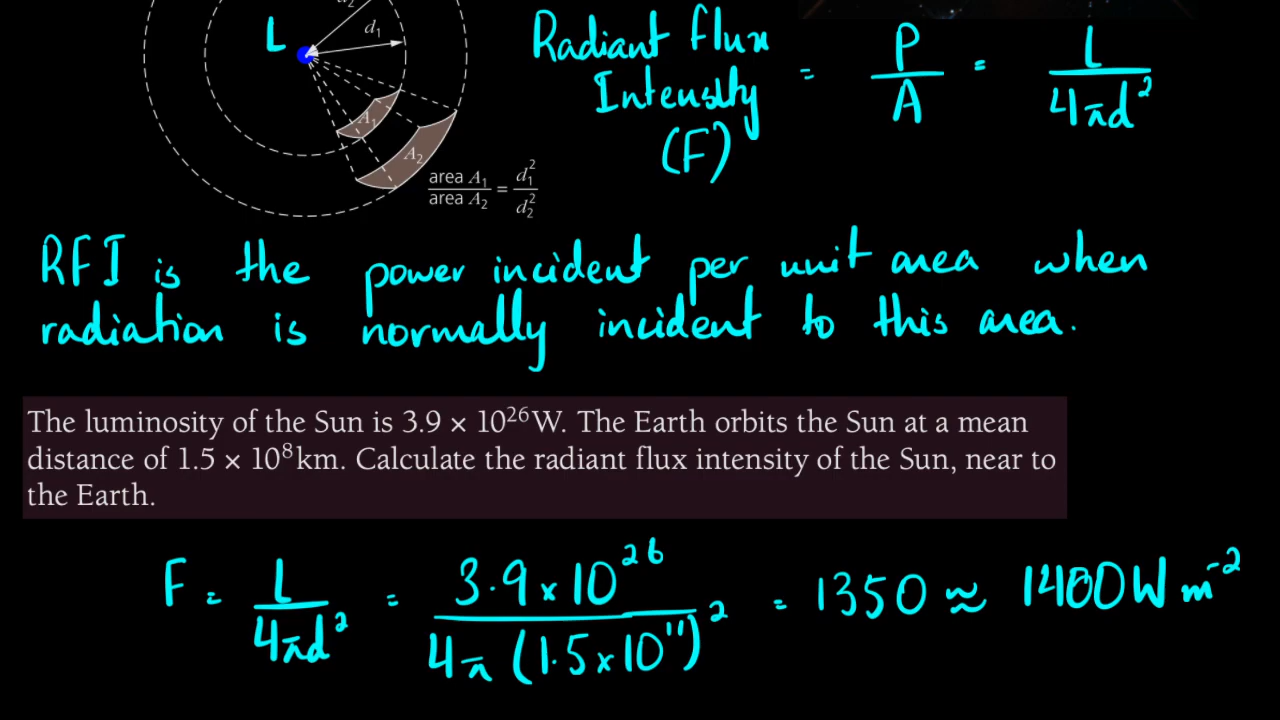 d₂
L
d₁
A₁
A₂
area A₁ / area A₂ = d₁² / d₂²
Radiant Flux
Intensity
(F)
= P/A = L/4πd²
RFI is the power incident per unit area when
radiation is normally incident to this area.
The luminosity of the Sun is 3.9 × 10²⁶W. The Earth orbits the Sun at a mean
distance of 1.5 × 10⁸km. Calculate the radiant flux intensity of the Sun, near to
the Earth.
F = L/4πd² = 3.9 × 10²⁶ / 4π (1.5 × 10¹¹)² = 1350 ≈ 1400 W m⁻²